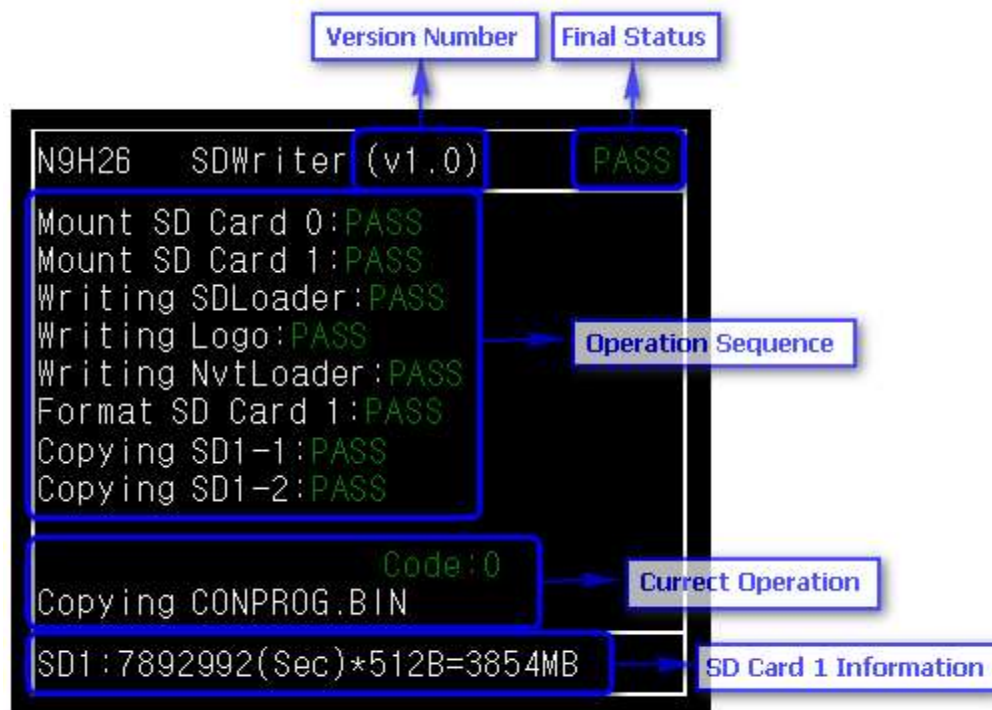 Version Number
Final Status
N9H26 SDWriter (v1.0) PASS
Mount SD Card 0:PASS
Mount SD Card 1:PASS
Writing SDLoader:PASS
Writing Logo:PASS
Writing NvtLoader:PASS
Format SD Card 1:PASS
Copying SD1-1:PASS
Copying SD1-2:PASS
Operation Sequence
Code:0
Copying CONPROG.BIN
Currect Operation
SD1:7892992(Sec)*512B=3854MB
SD Card 1 Information